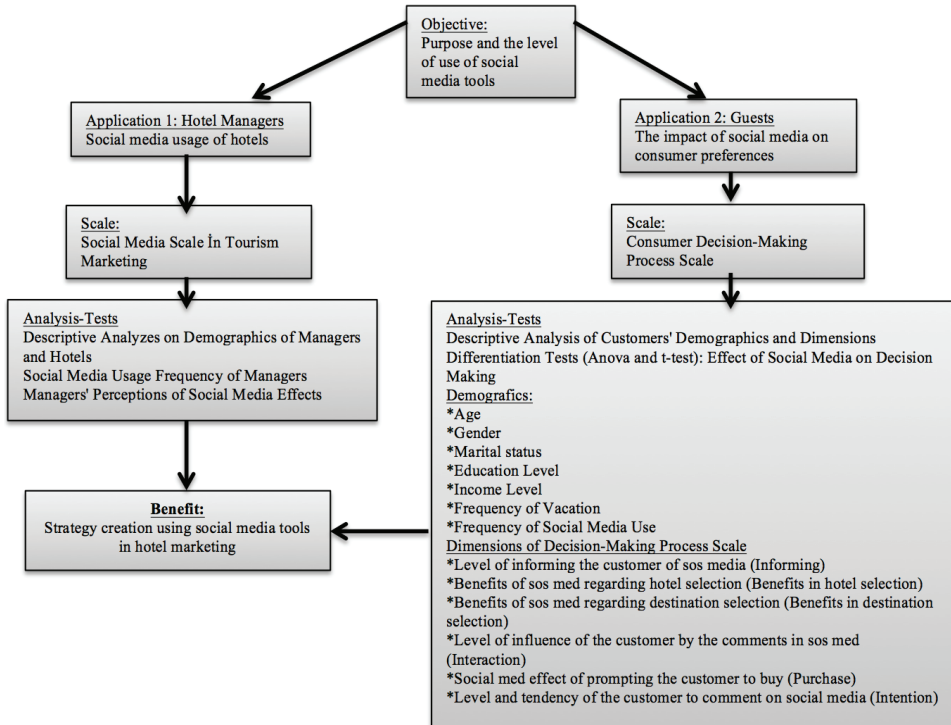 Objective:
Purpose and the level
of use of social
media tools
Application 1: Hotel Managers
Social media usage of hotels
Application 2: Guests
The impact of social media on
consumer preferences
Scale:
Social Media Scale İn Tourism
Marketing
Scale:
Consumer Decision-Making
Process Scale
Analysis-Tests
Descriptive Analyzes on Demographics of Managers
and Hotels
Social Media Usage Frequency of Managers
Managers' Perceptions of Social Media Effects
Analysis-Tests
Descriptive Analysis of Customers' Demographics and Dimensions
Differentiation Tests (Anova and t-test): Effect of Social Media on Decision
Making
Demografics:
*Age
*Gender
*Marital status
*Education Level
*Income Level
*Frequency of Vacation
*Frequency of Social Media Use
Dimensions of Decision-Making Process Scale
*Level of informing the customer of sos media (Informing)
*Benefits of sos med regarding hotel selection (Benefits in hotel selection)
*Benefits of sos med regarding destination selection (Benefits in destination
selection)
*Level of influence of the customer by the comments in sos med
(Interaction)
*Social med effect of prompting the customer to buy (Purchase)
*Level and tendency of the customer to comment on social media (Intention)
Benefit:
Strategy creation using social media tools
in hotel marketing